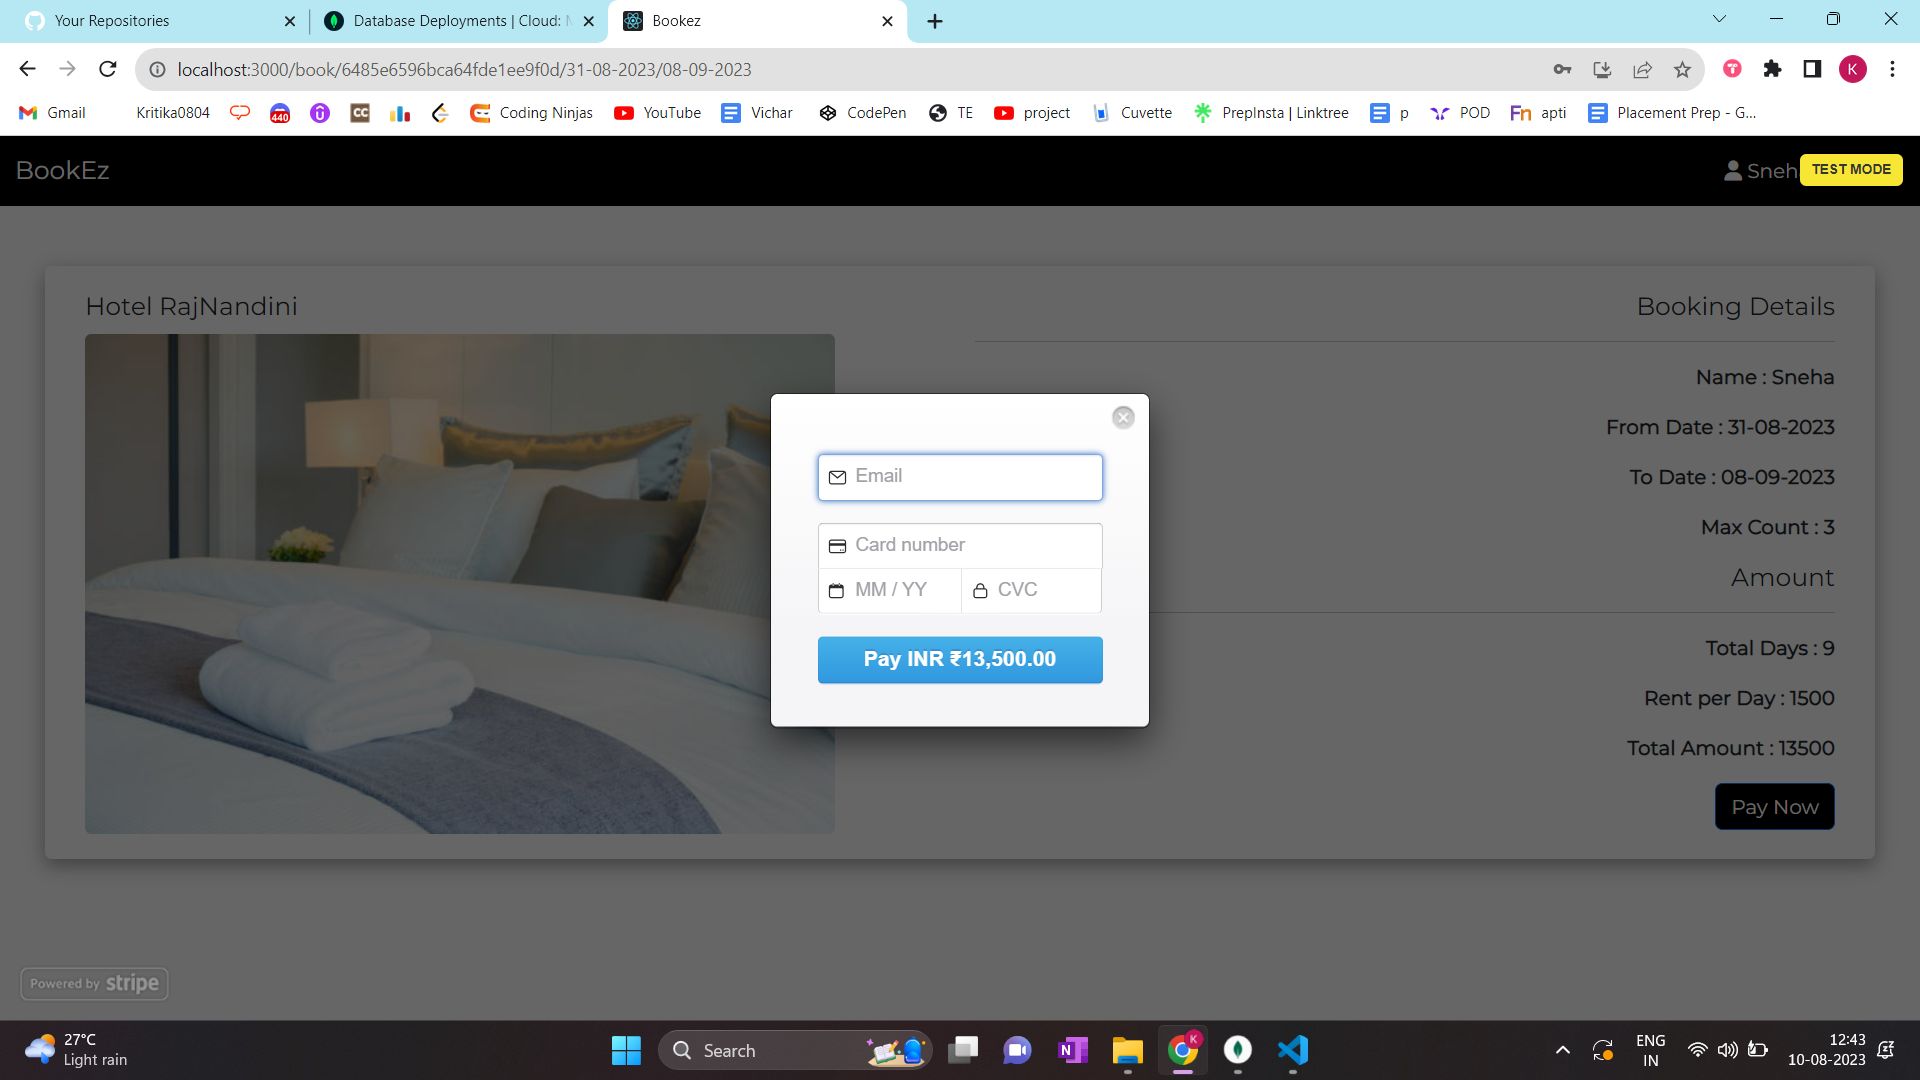 Your Repositories
Database Deployments | Cloud: M
Bookez
localhost:3000/book/6485e6596bca64fde1ee9f0d/31-08-2023/08-09-2023
K
Gmail
Kritika0804
440
CC
Coding Ninjas
YouTube
Vichar
CodePen
TE
project
Cuvette
PrepInsta | Linktree
p
POD
Fn apti
Placement Prep - G...
BookEz
Sneh
TEST MODE
Hotel RajNandini
Booking Details
Name : Sneha
From Date : 31-08-2023
To Date : 08-09-2023
Max Count : 3
Amount
Total Days : 9
Rent per Day : 1500
Total Amount : 13500
Pay Now
Email
Card number
MM / YY
CVC
Pay INR ₹13,500.00
Powered by stripe
27°C
Light rain
Search
N
K
ENG
IN
12:43
10-08-2023